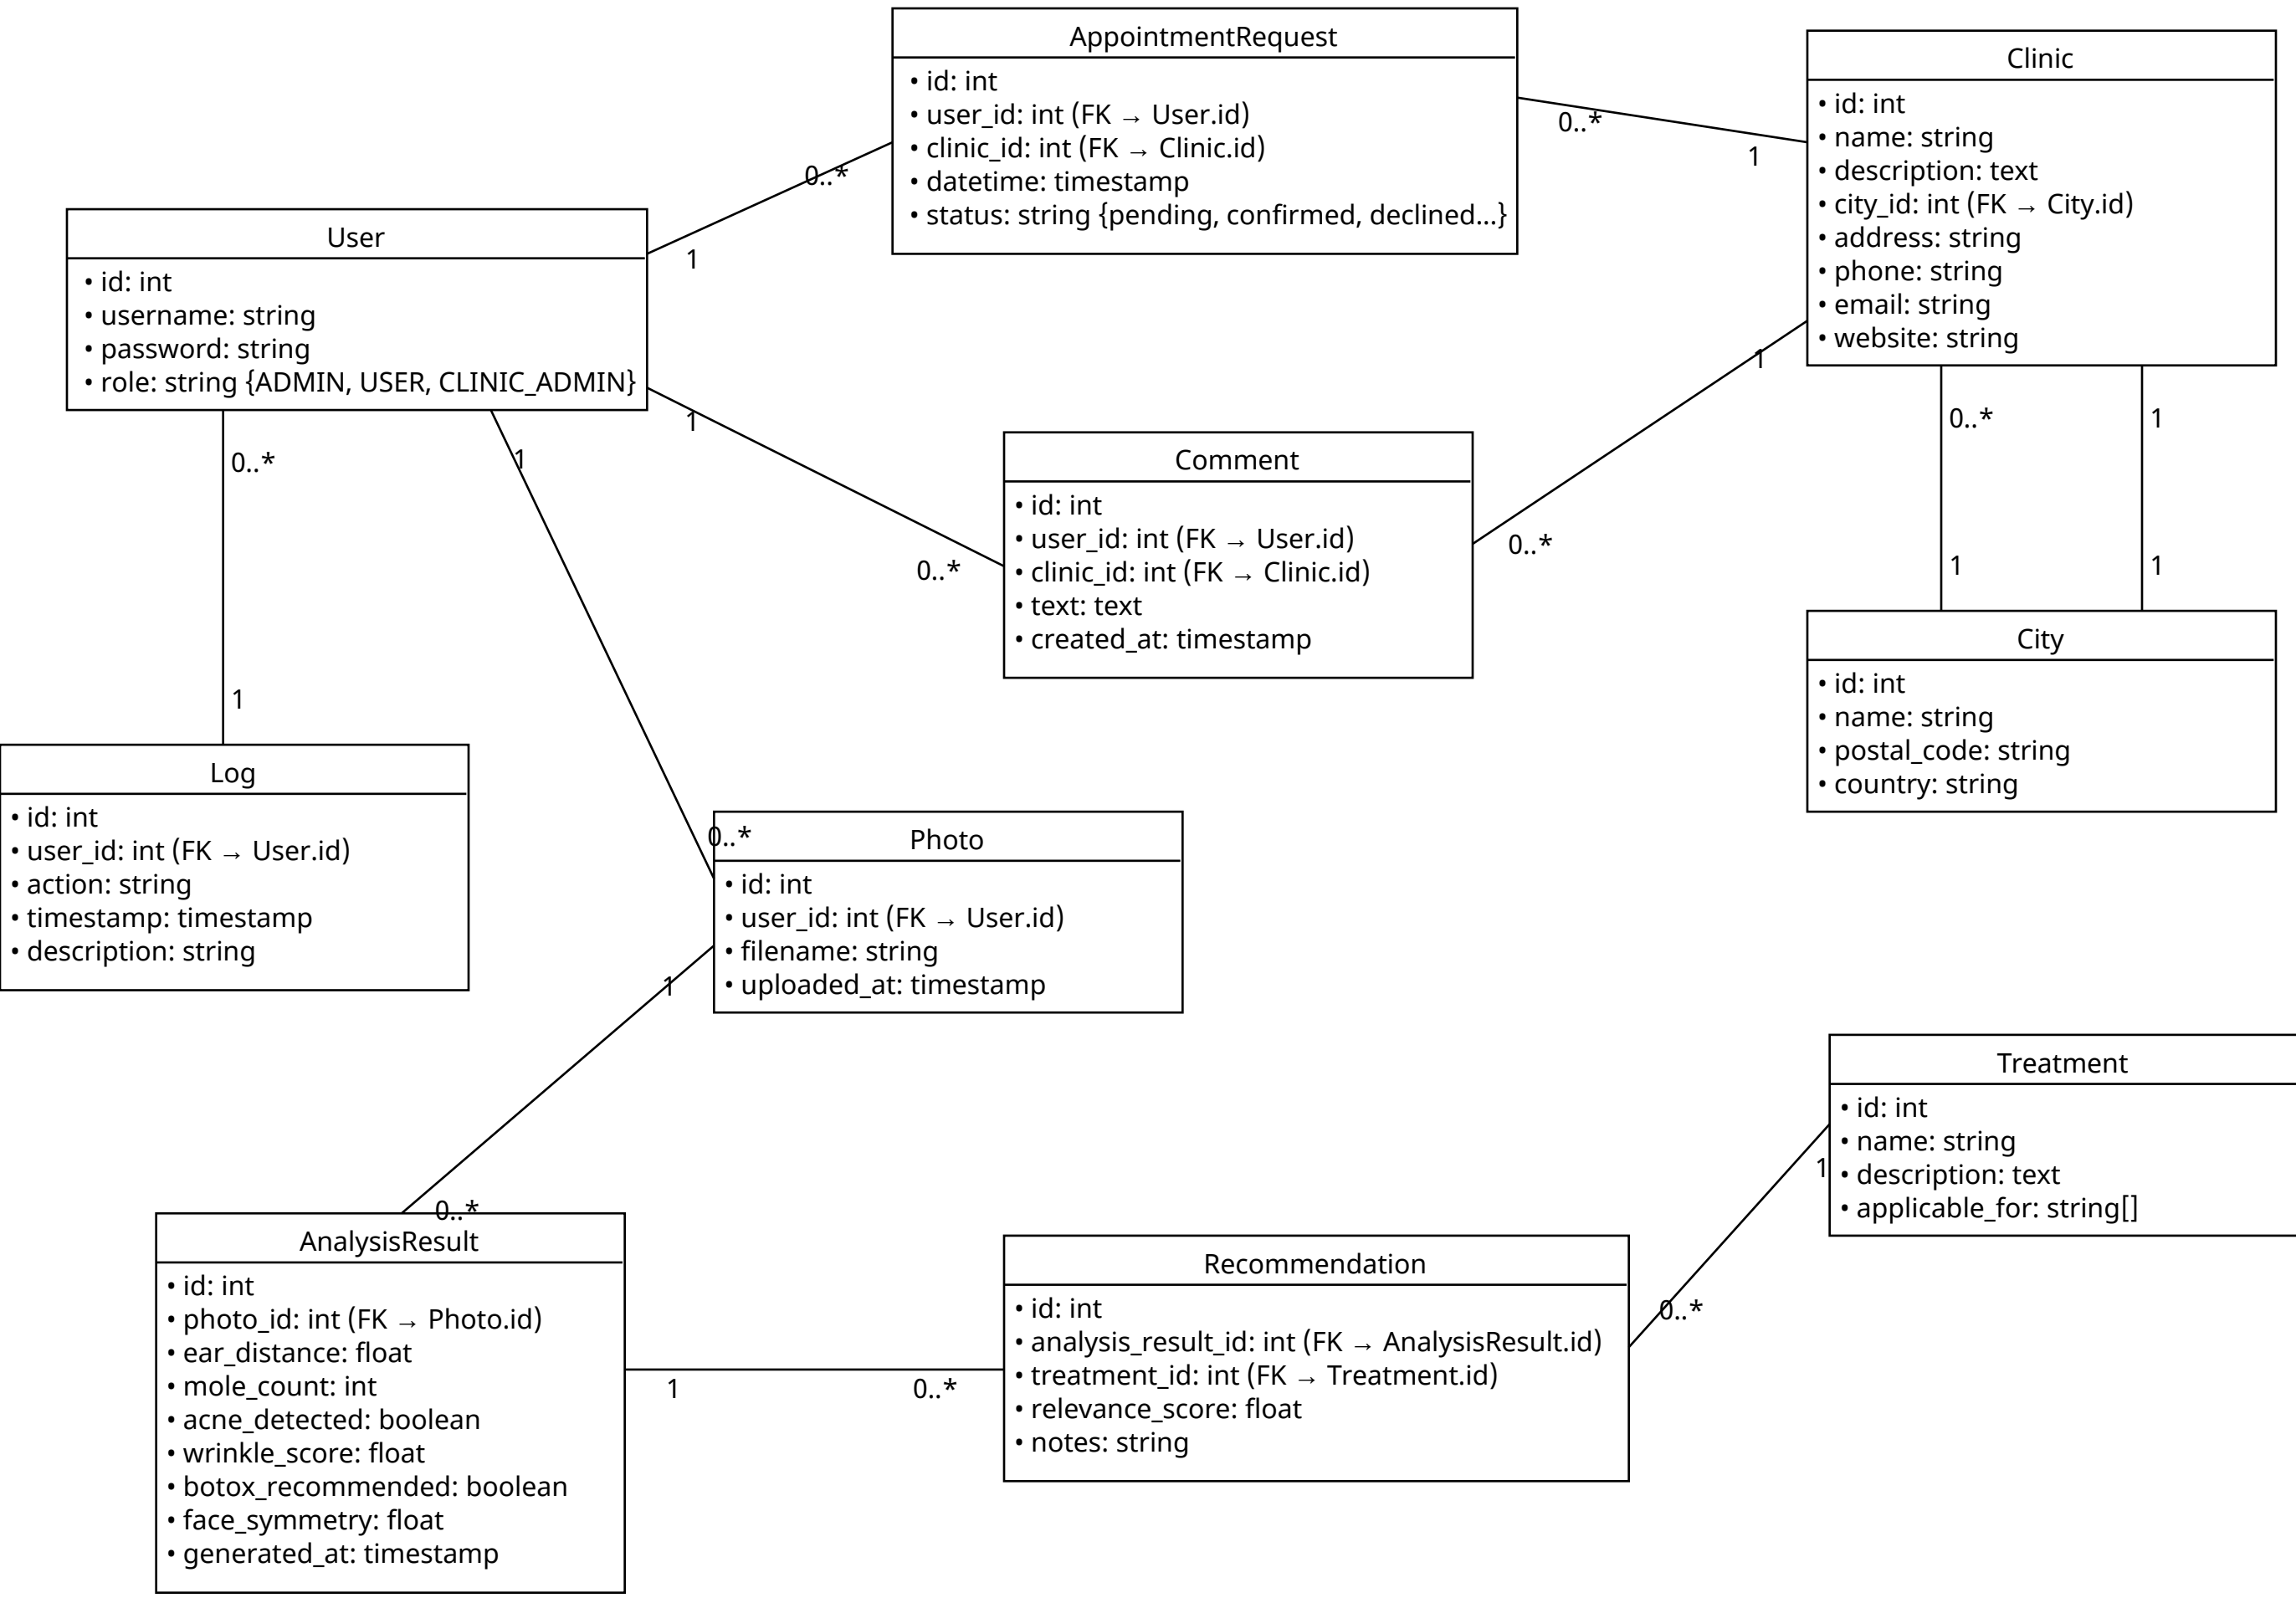 AppointmentRequest
• id: int
• user_id: int (FK → User.id)
• clinic_id: int (FK → Clinic.id)
• datetime: timestamp
• status: string {pending, confirmed, declined...}
Clinic
• id: int
• name: string
• description: text
• city_id: int (FK → City.id)
• address: string
• phone: string
• email: string
• website: string
0..*
1
0..*
1
User
• id: int
• username: string
• password: string
• role: string {ADMIN, USER, CLINIC_ADMIN}
1
0..*
1
0..*
0..*
1
1
0..*
1
1
1
Comment
• id: int
• user_id: int (FK → User.id)
• clinic_id: int (FK → Clinic.id)
• text: text
• created_at: timestamp
City
• id: int
• name: string
• postal_code: string
• country: string
1
0..*
Log
• id: int
• user_id: int (FK → User.id)
• action: string
• timestamp: timestamp
• description: string
Photo
• id: int
• user_id: int (FK → User.id)
• filename: string
• uploaded_at: timestamp
1
0..*
Treatment
• id: int
• name: string
• description: text
• applicable_for: string[]
1
0..*
AnalysisResult
• id: int
• photo_id: int (FK → Photo.id)
• ear_distance: float
• mole_count: int
• acne_detected: boolean
• wrinkle_score: float
• botox_recommended: boolean
• face_symmetry: float
• generated_at: timestamp
1
0..*
Recommendation
• id: int
• analysis_result_id: int (FK → AnalysisResult.id)
• treatment_id: int (FK → Treatment.id)
• relevance_score: float
• notes: string